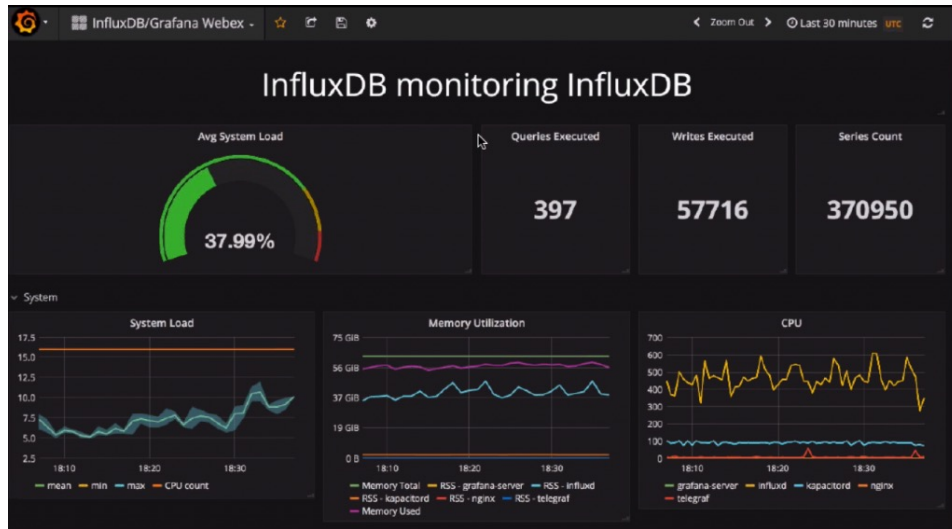 InfluxDB/Grafana Webex
Zoom Out
Last 30 minutes UTC
InfluxDB monitoring InfluxDB
Avg System Load
37.99%
Queries Executed
397
Writes Executed
57716
Series Count
370950
System
System Load
17.5
15.0
12.5
10.0
7.5
5.0
2.5
18:10 18:20 18:30
mean min max CPU count
Memory Utilization
75 GiB
56 GiB
37 GiB
19 GiB
0 B
18:10 18:20 18:30
Memory Total RSS - grafana-server RSS - influxd
RSS - kapacitord RSS - nginx RSS - telegraf
Memory Used
CPU
700
600
500
400
300
200
100
0
18:10 18:20 18:30
grafana-server influxd kapacitord nginx
telegraf